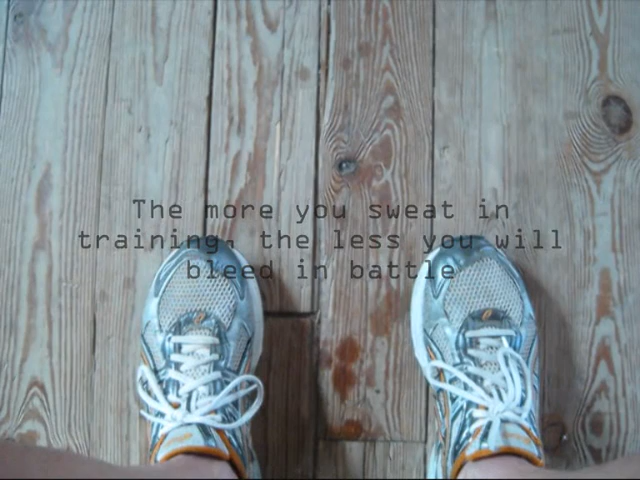 The more you sweat in
training, the less you will
bleed in battle